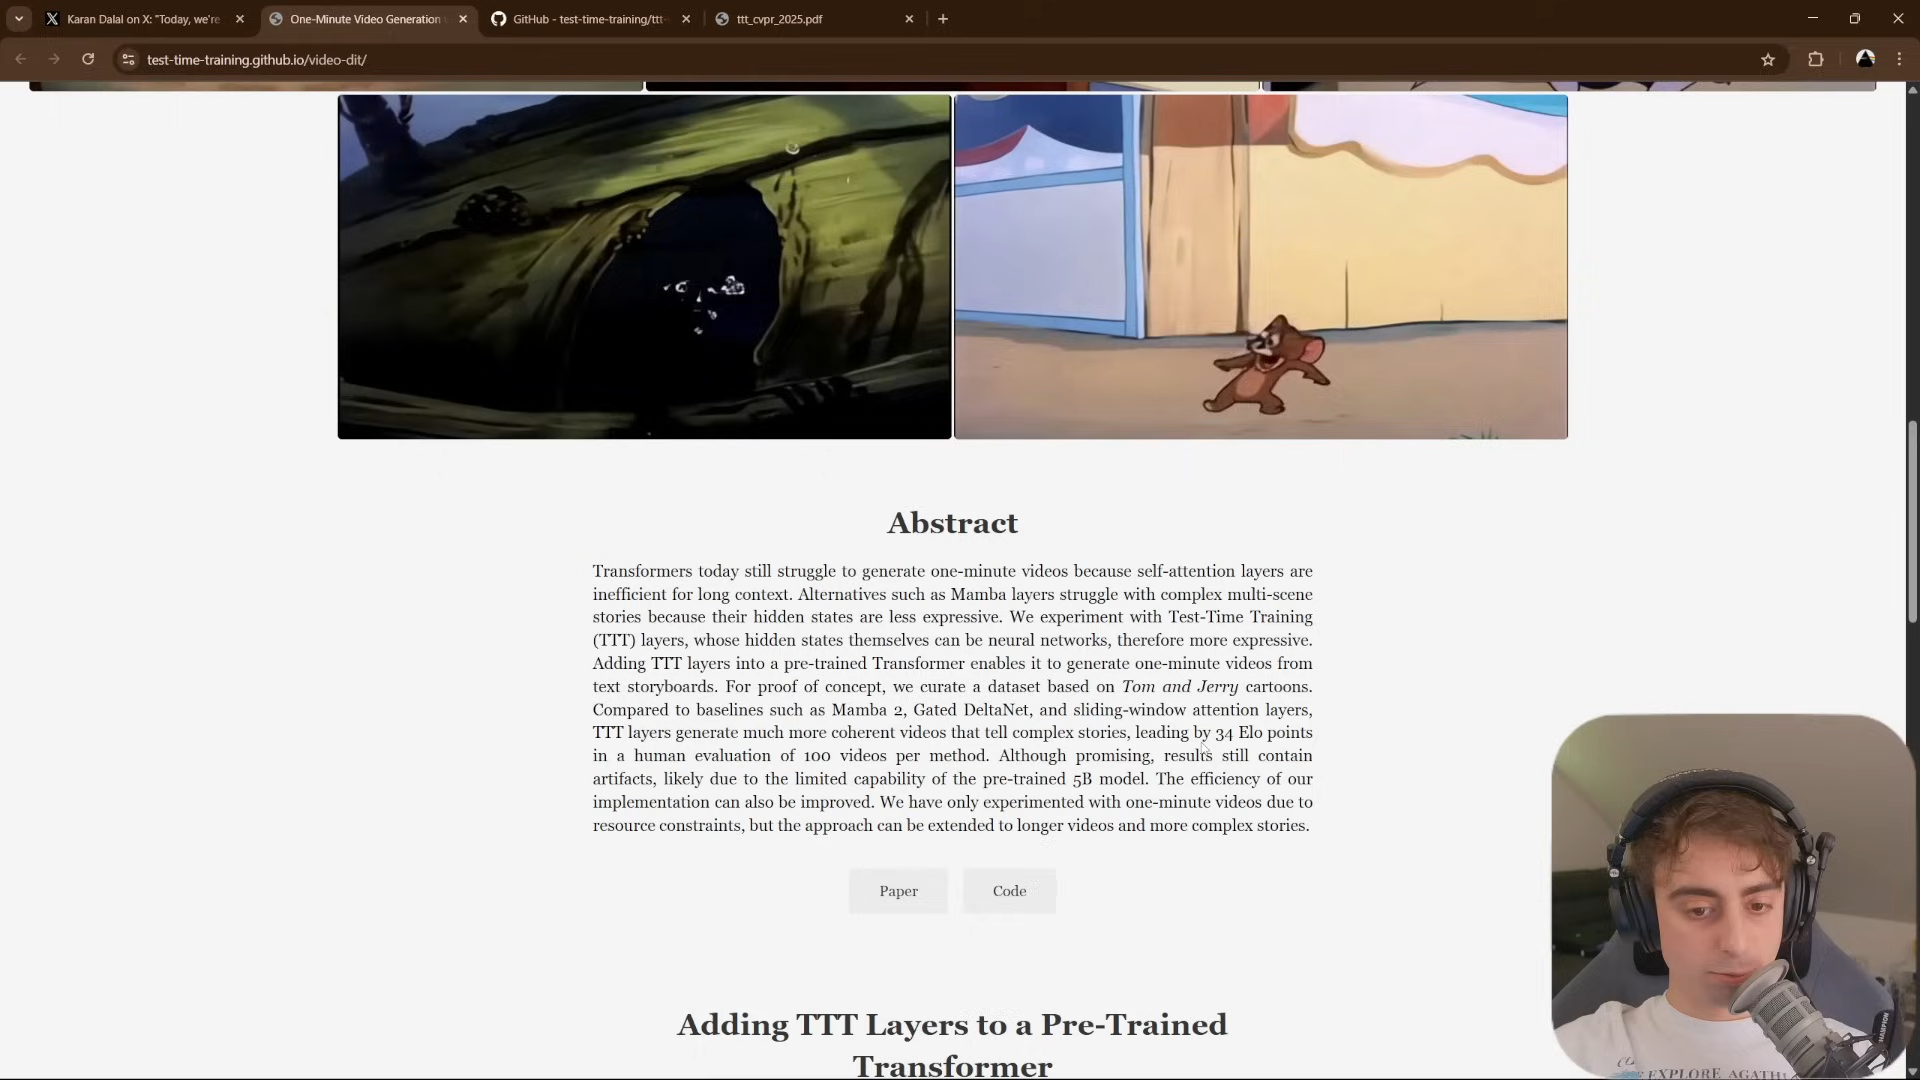 Karan Dalal on X: "Today, we're
One-Minute Video Generation
GitHub - test-time-training/ttt-
ttt_cvpr_2025.pdf
test-time-training.github.io/video-dit/
Abstract
Transformers today still struggle to generate one-minute videos because self-attention layers are
inefficient for long context. Alternatives such as Mamba layers struggle with complex multi-scene
stories because their hidden states are less expressive. We experiment with Test-Time Training
(TTT) layers, whose hidden states themselves can be neural networks, therefore more expressive.
Adding TTT layers into a pre-trained Transformer enables it to generate one-minute videos from
text storyboards. For proof of concept, we curate a dataset based on Tom and Jerry cartoons.
Compared to baselines such as Mamba 2, Gated DeltaNet, and sliding-window attention layers,
TTT layers generate much more coherent videos that tell complex stories, leading by 34 Elo points
in a human evaluation of 100 videos per method. Although promising, results still contain
artifacts, likely due to the limited capability of the pre-trained 5B model. The efficiency of our
implementation can also be improved. We have only experimented with one-minute videos due to
resource constraints, but the approach can be extended to longer videos and more complex stories.
Paper Code
Adding TTT Layers to a Pre-Trained
Transformer
CHAMPION
EXPLORE AGATH